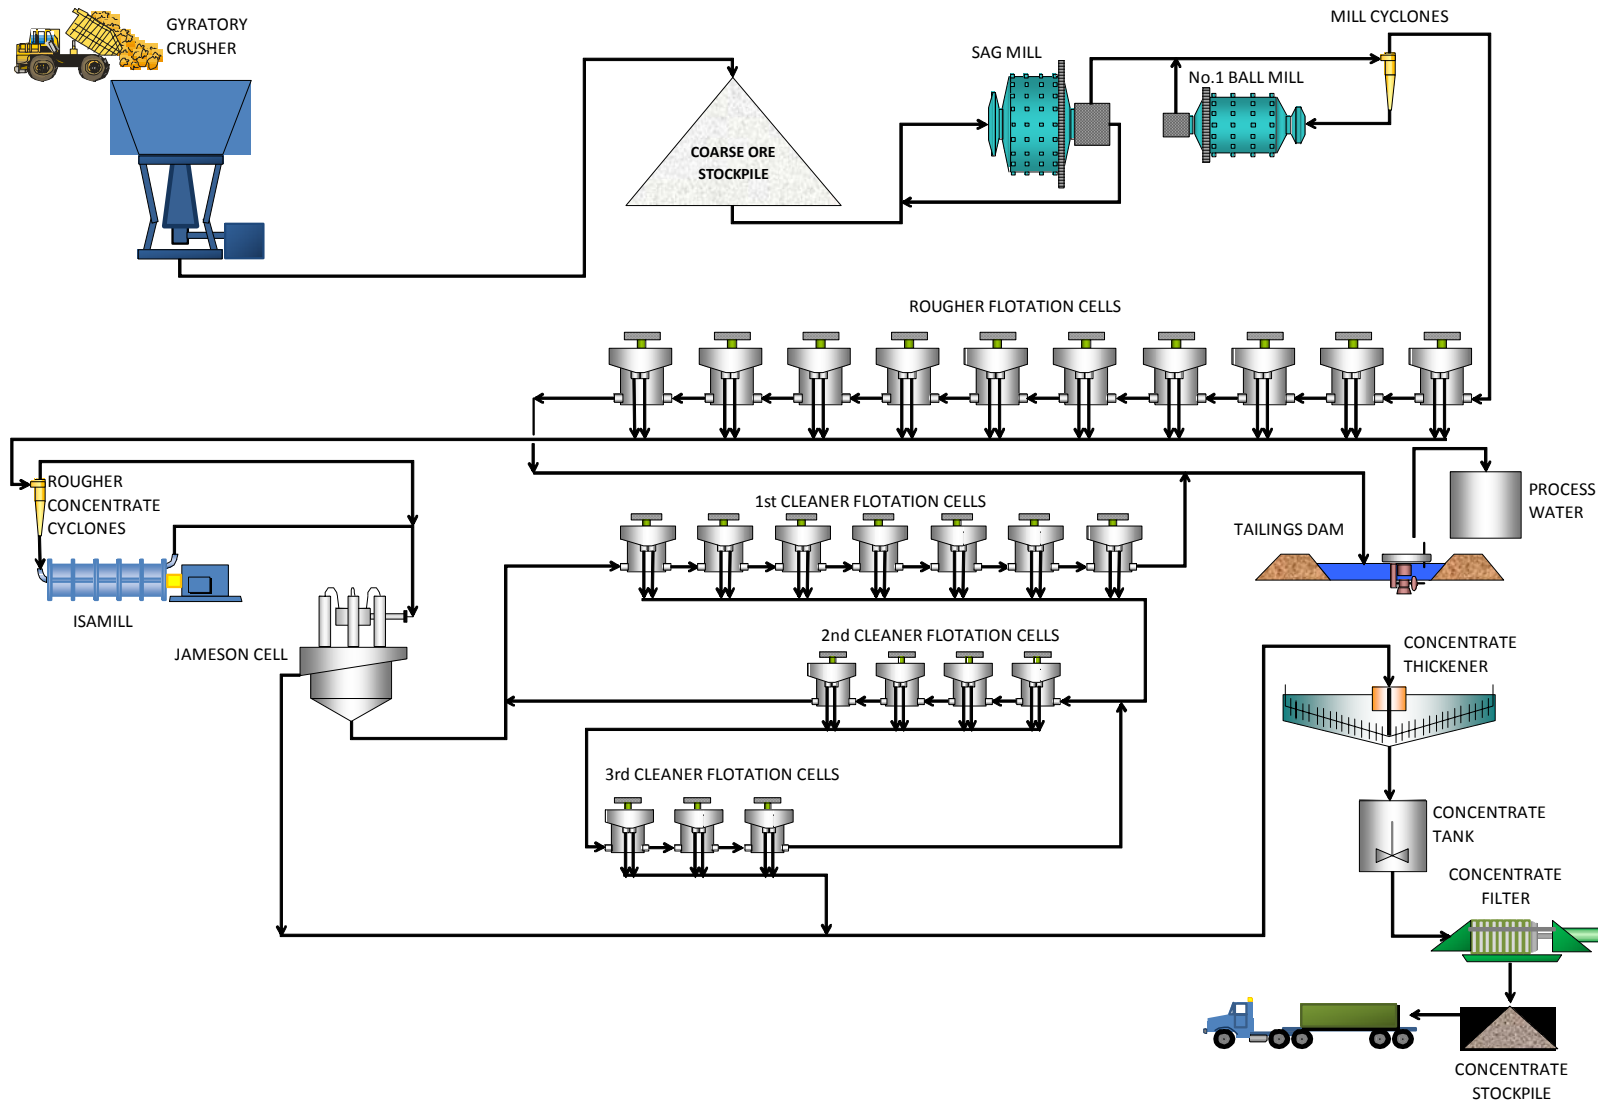 GYRATORY
CRUSHER
MILL CYCLONES
SAG MILL
No.1 BALL MILL
COARSE ORE
STOCKPILE
ROUGHER FLOTATION CELLS
ROUGHER
CONCENTRATE
CYCLONES
1st CLEANER FLOTATION CELLS
PROCESS
WATER
TAILINGS DAM
ISAMILL
JAMESON CELL
2nd CLEANER FLOTATION CELLS
CONCENTRATE
THICKENER
3rd CLEANER FLOTATION CELLS
CONCENTRATE
TANK
CONCENTRATE
FILTER
CONCENTRATE
STOCKPILE